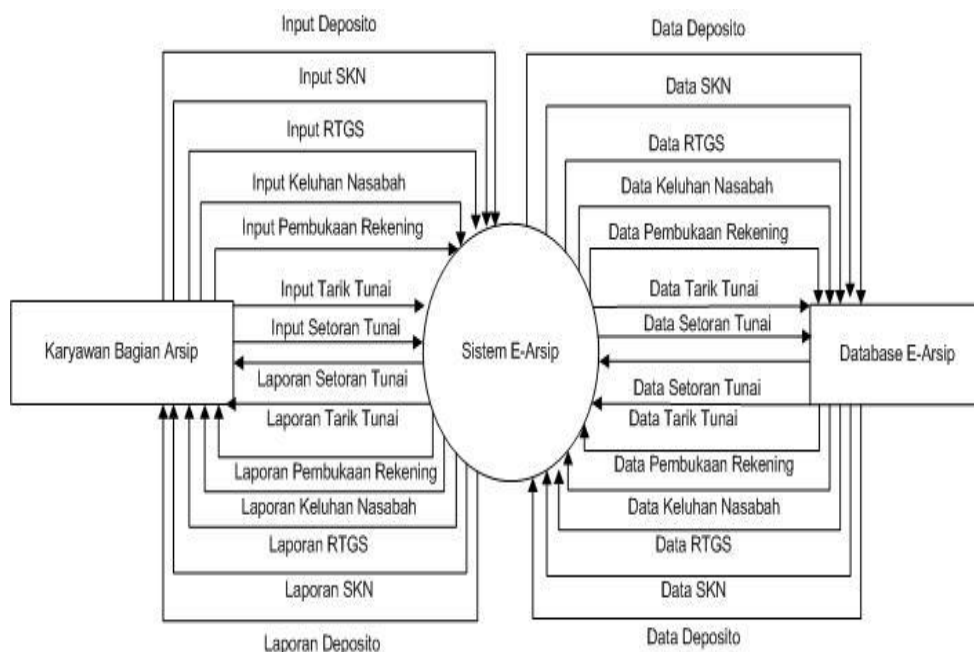 Input Deposito
Input SKN
Input RTGS
Input Keluhan Nasabah
Input Pembukaan Rekening
Input Tarik Tunai
Input Setoran Tunai
Karyawan Bagian Arsip
Laporan Setoran Tunai
Laporan Tarik Tunai
Laporan Pembukaan Rekening
Laporan Keluhan Nasabah
Laporan RTGS
Laporan SKN
Laporan Deposito
Sistem E-Arsip
Data Deposito
Data SKN
Data RTGS
Data Keluhan Nasabah
Data Pembukaan Rekening
Data Tarik Tunai
Data Setoran Tunai
Database E-Arsip
Data Setoran Tunai
Data Tarik Tunai
Data Pembukaan Rekening
Data Keluhan Nasabah
Data RTGS
Data SKN
Data Deposito